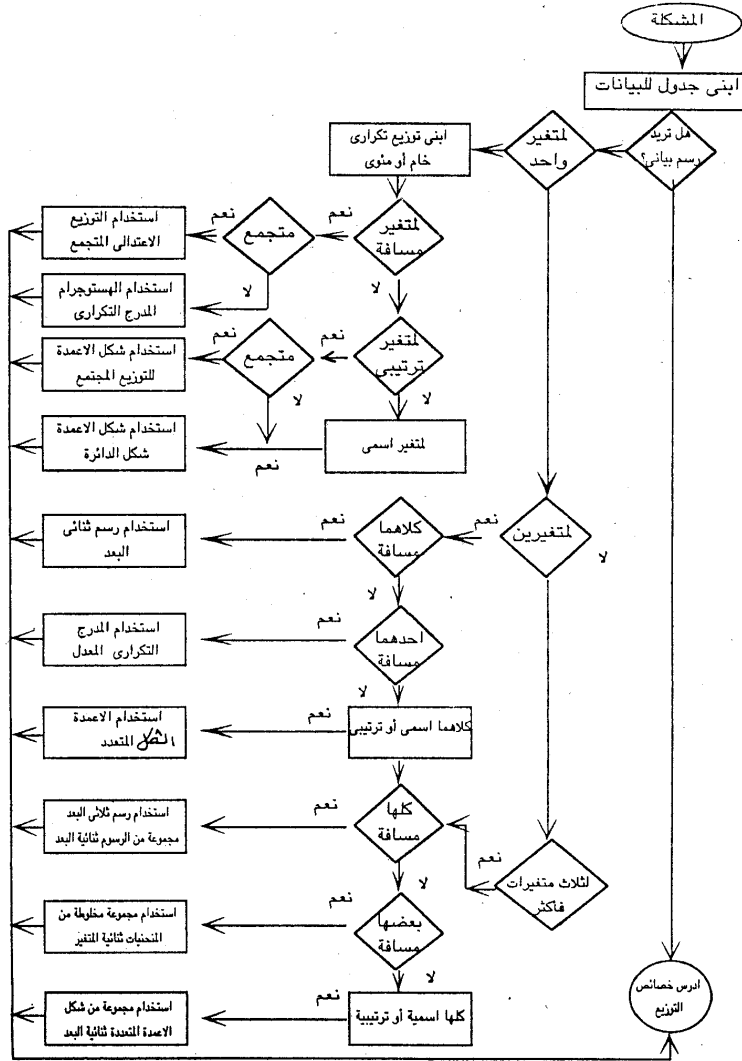 المشكلة
ابنى جدول للبيانات
هل تريد
رسم بيانى؟
لمتغير
واحد
ابنى توزيع تكرارى
خام أو مئوى
لمتغير
مسافة
نعم
متجمع
نعم
استخدام التوزيع
الاعتدالى المتجمع
لا
لا
استخدام الهستوجرام
المدرج التكرارى
لمتغير
ترتيبى
نعم
متجمع
نعم
استخدام شكل الاعمدة
للتوزيع المجتمع
لا
لا
لمتغير اسمى
نعم
استخدام شكل الاعمدة
شكل الدائرة
لمتغيرين
لا
نعم
كلاهما
مسافة
نعم
استخدام رسم ثنائى
البعد
لا
احدهما
مسافة
نعم
استخدام المدرج
التكرارى المعدل
لا
كلاهما اسمى أو ترتيبى
نعم
استخدام الاعمدة
المتعدد
لثلاث متغيرات
فاكثر
نعم
كلها
مسافة
نعم
استخدام رسم ثلاثى البعد
مجموعة من الرسوم ثنائية البعد
لا
بعضها
مسافة
نعم
استخدام مجموعة مخلوطة من
المنحنيات ثنائية المتغير
لا
كلها اسمية أو ترتيبية
نعم
استخدام مجموعة من شكل
الاعمدة المتعددة ثنائية البعد
ادرس خصائص
التوزيع